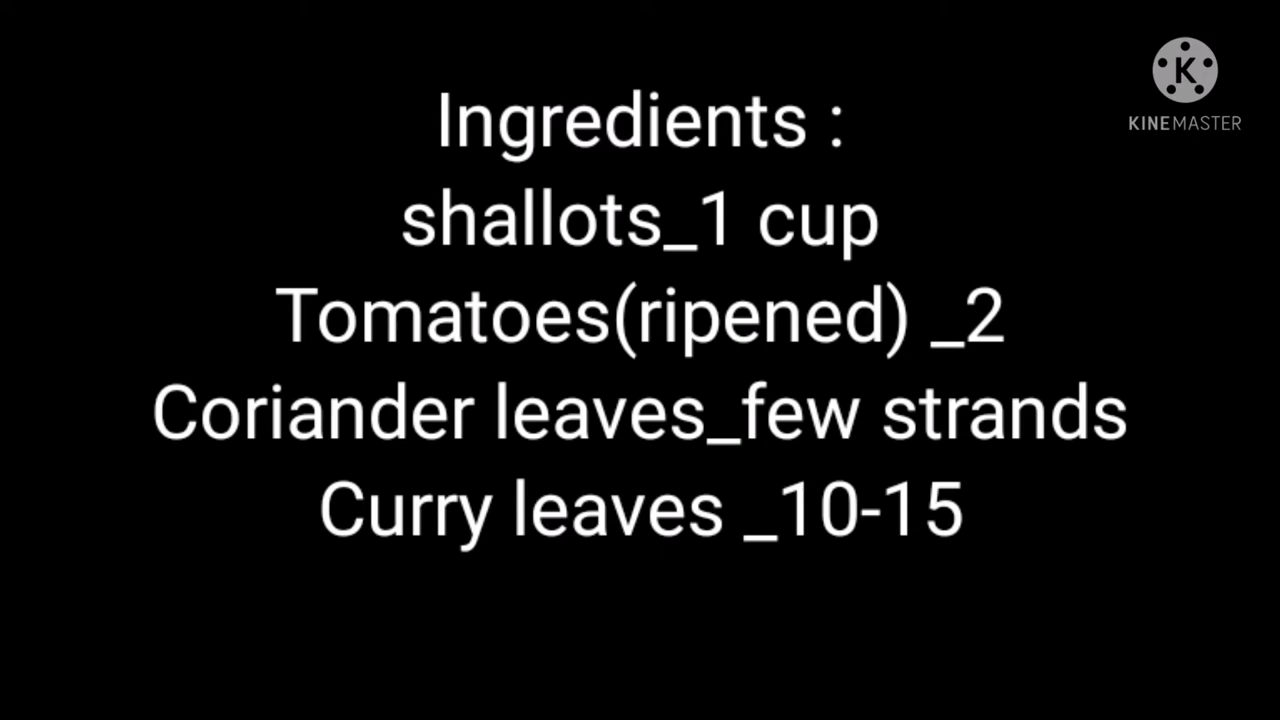 Ingredients :
shallots_1 cup
Tomatoes(ripened) _2
Coriander leaves_few strands
Curry leaves _10-15
K
KINEMASTER